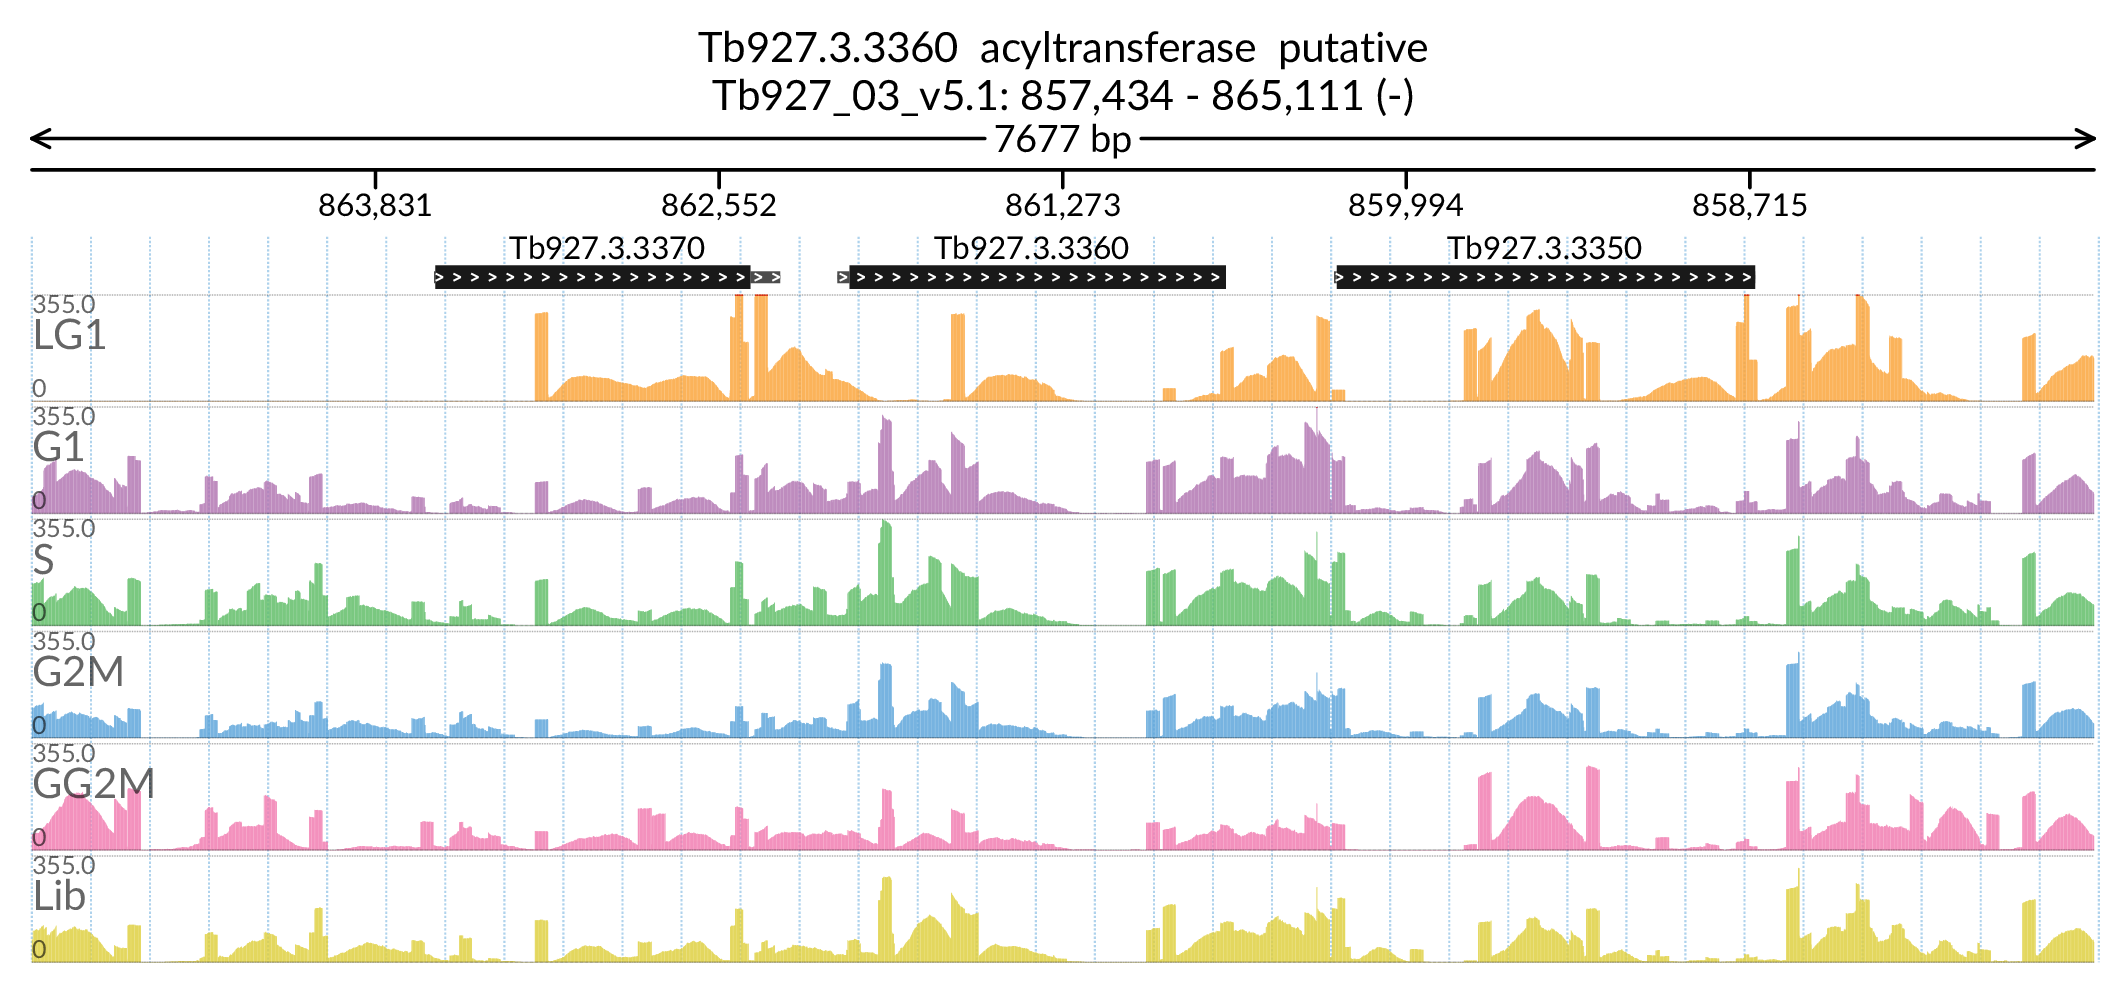 Tb927.3.3360 acyltransferase putative
Tb927_03_v5.1: 857,434 - 865,111 (-)
7677 bp
863,831 862,552 861,273 859,994 858,715
Tb927.3.3370 Tb927.3.3360 Tb927.3.3350
355.0
LG1
0
355.0
G1
0
355.0
S
0
355.0
G2M
0
355.0
GG2M
0
355.0
Lib
0